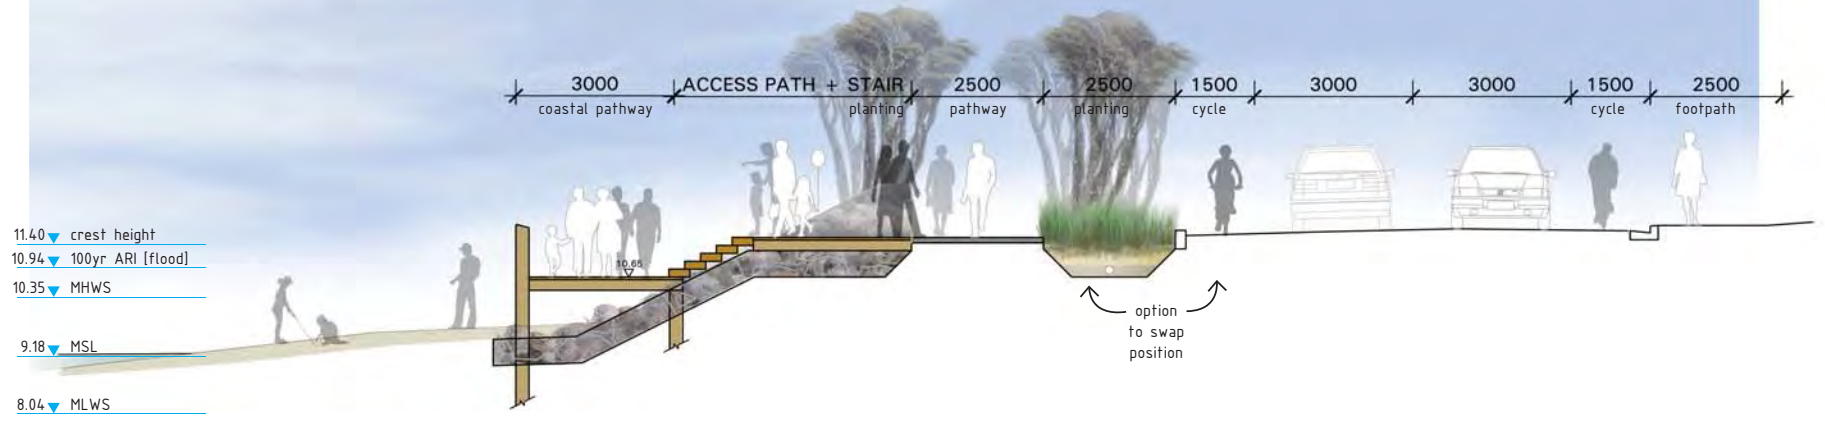 3000
ACCESS PATH + STAIR
2500
2500
1500
3000
3000
1500
2500
coastal pathway
planting
pathway
planting
cycle
cycle
footpath
11.40 crest height
10.94 100yr ARI [flood]
10.65
10.35 MHWS
9.18 MSL
8.04 MLWS
option
to swap
position